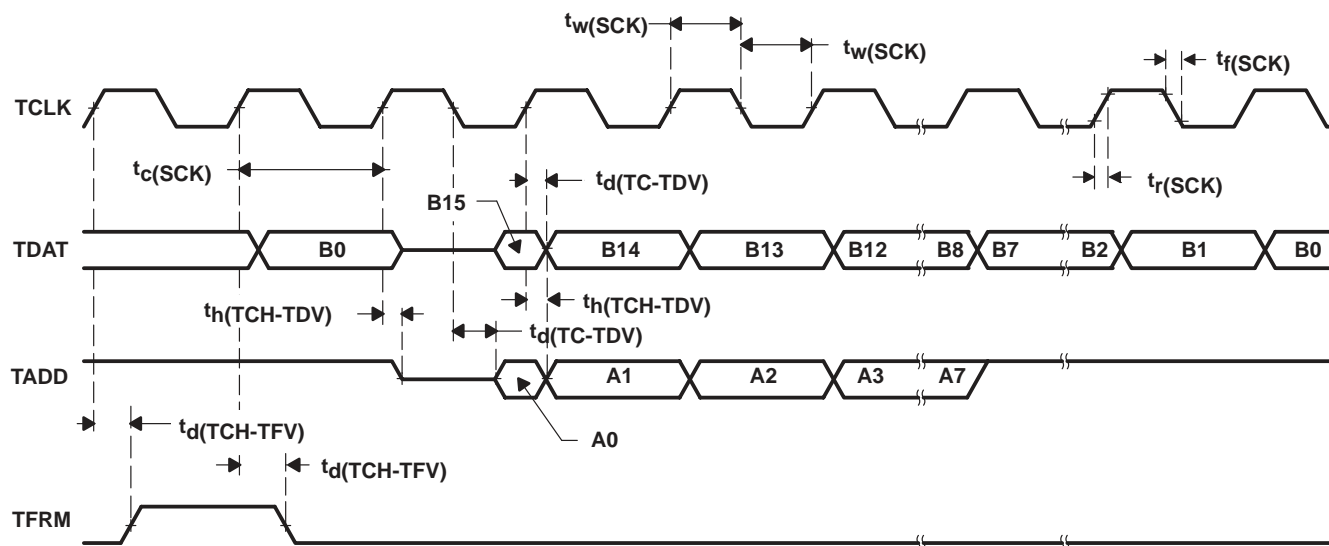 tw(SCK)
tw(SCK)
tf(SCK)
TCLK
tc(SCK)
td(TC-TDV)
tr(SCK)
B15
TDAT
B0
B14
B13
B12
B8
B7
B2
B1
B0
th(TCH-TDV)
th(TCH-TDV)
td(TC-TDV)
TADD
A1
A2
A3
A7
td(TCH-TFV)
A0
td(TCH-TFV)
TFRM